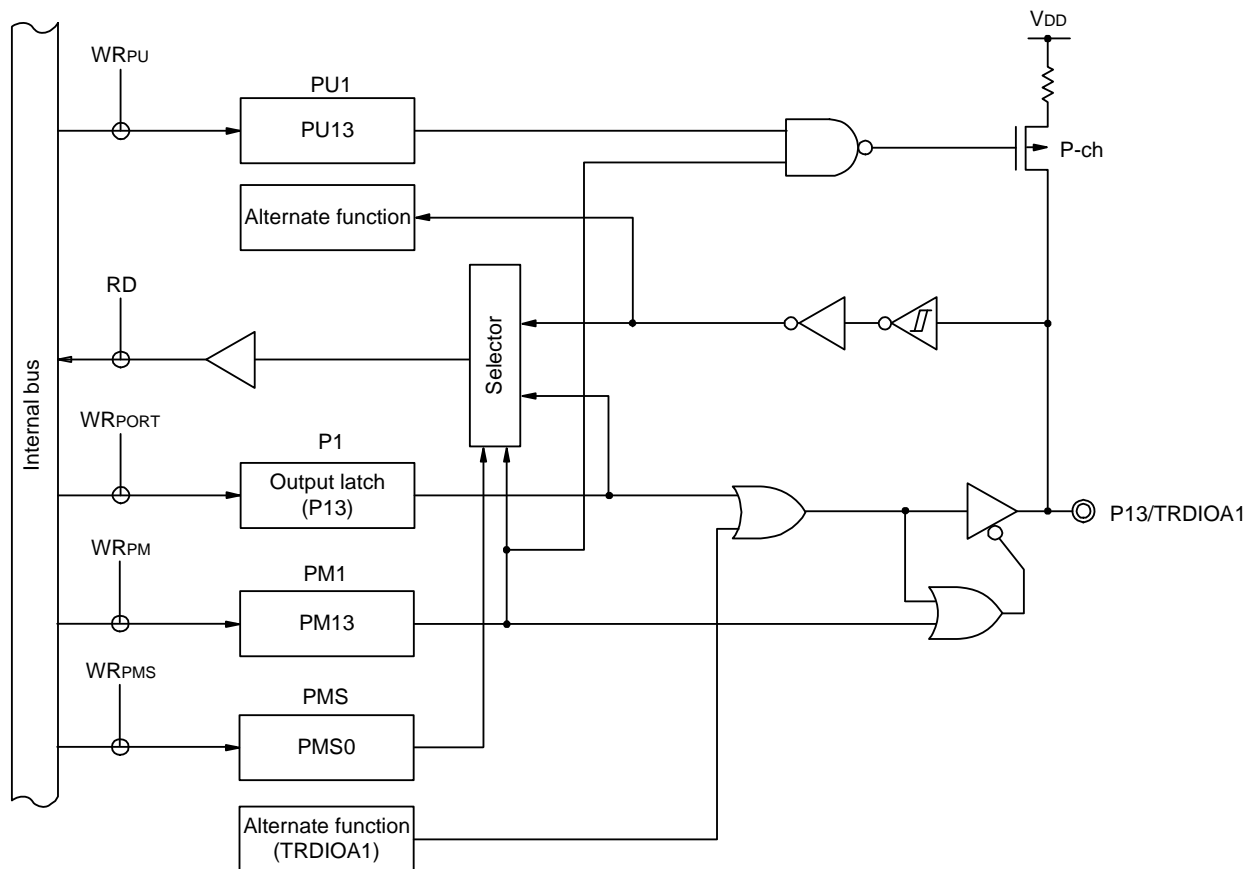 VDD
WRPU
PU1
PU13
P-ch
Alternate function
RD
Selector
Internal bus
WRPORT
P1
Output latch
(P13)
P13/TRDIOA1
WRPM
PM1
PM13
WRPMS
PMS
PMS0
Alternate function
(TRDIOA1)